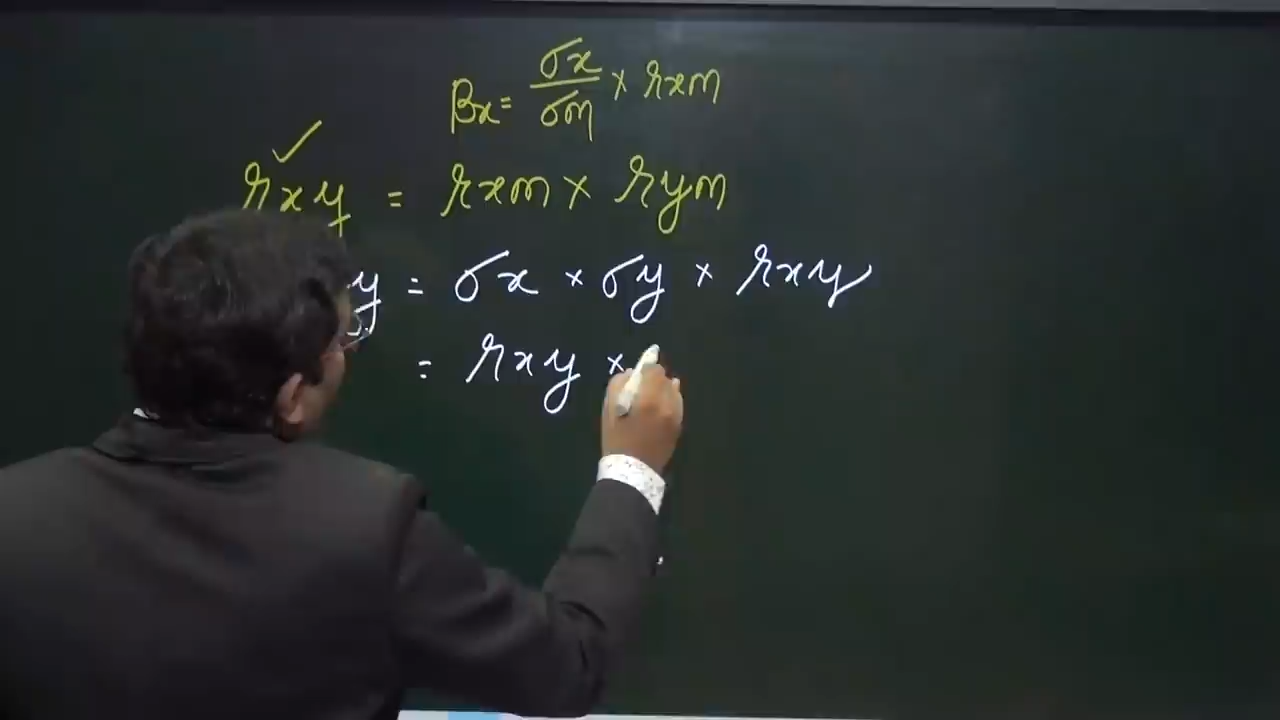 βx = σx/σm × rxm
rxy = rxm × rym
y = σx × σy × rxy
= rxy ×